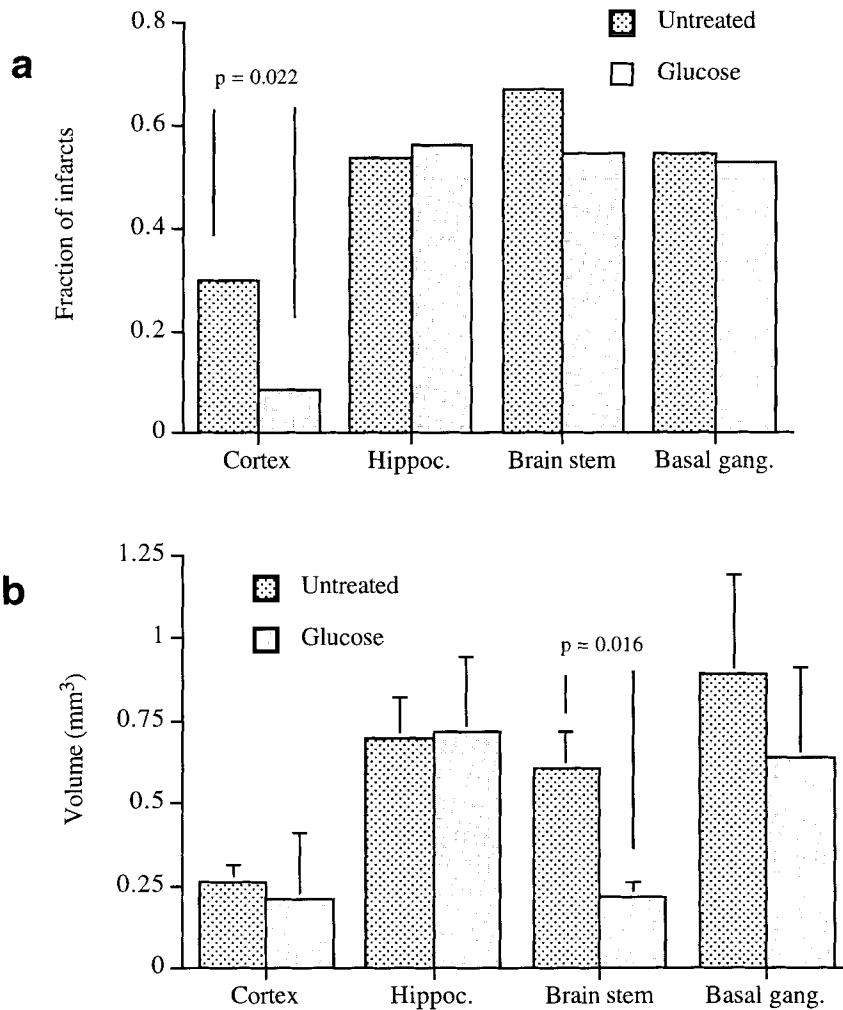 a
0.8
0.6
0.4
0.2
0
Fraction of infarcts
p = 0.022
Untreated
Glucose
Cortex Hippoc. Brain stem Basal gang.
b
1.25
1
0.75
0.5
0.25
0
Volume (mm³)
Untreated
Glucose
p = 0.016
Cortex Hippoc. Brain stem Basal gang.